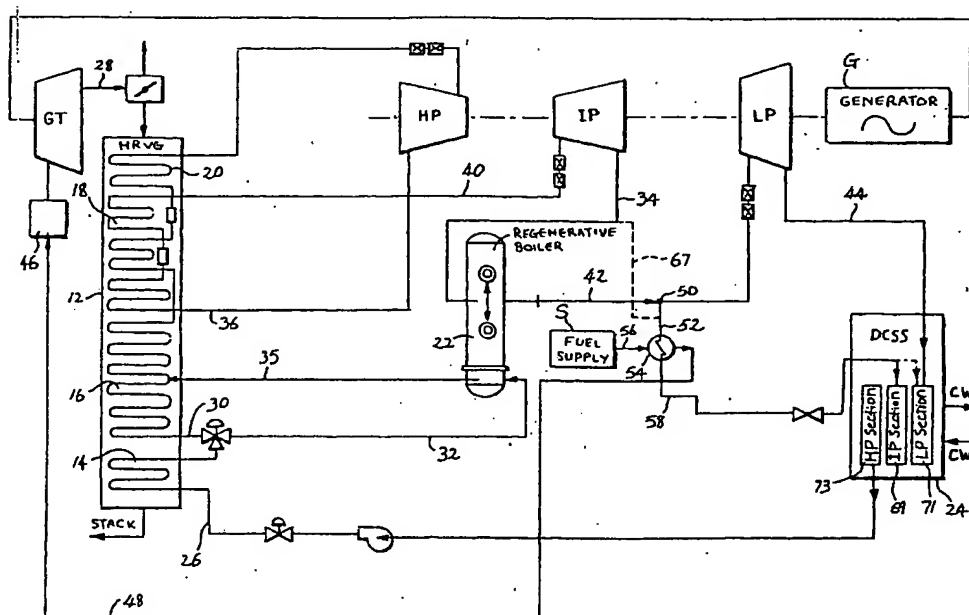 G
28
GT
HP
IP
LP
GENERATOR
HRVG
20
40
18
34
44
46
REGENERATIVE
BOILER
67
12
42
50
36
S
52
56
22
FUEL
SUPPLY
DCSS
54
35
16
58
CW
30
HP Section
IP Section
LP Section
14
32
CW
73
69
71
24
STACK
26
48